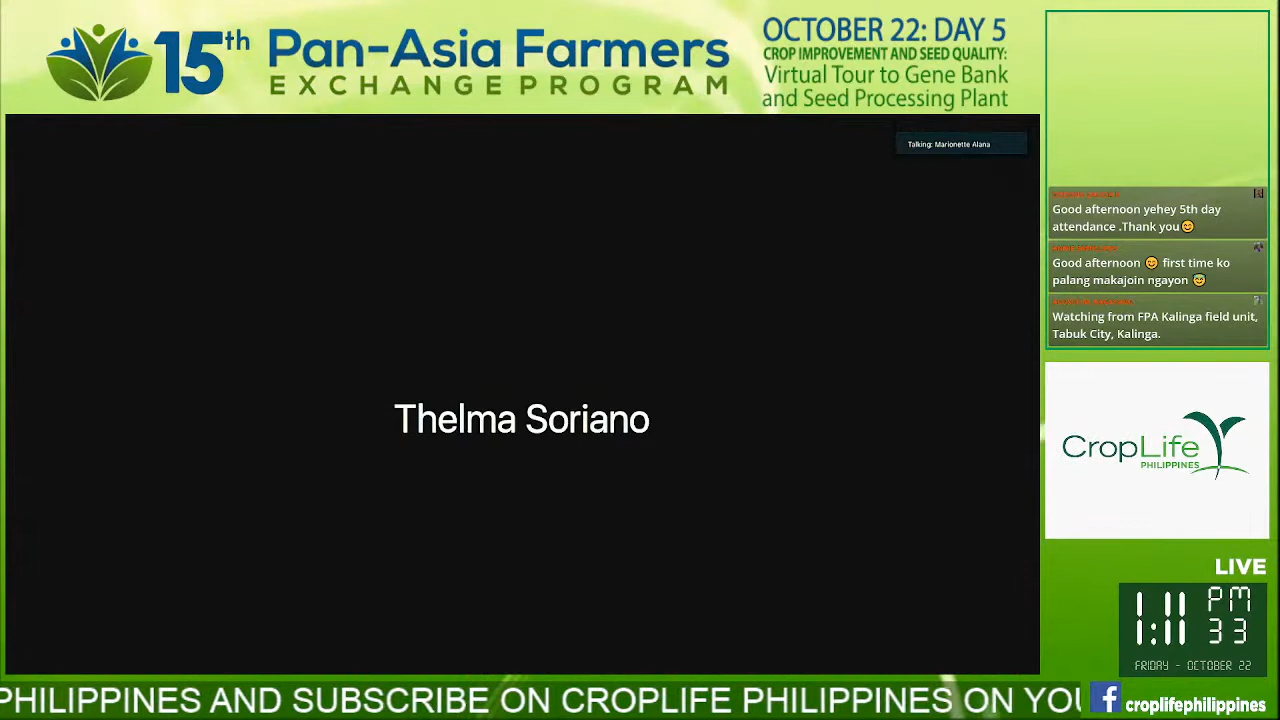 15th Pan-Asia Farmers
EXCHANGE PROGRAM
OCTOBER 22: DAY 5
CROP IMPROVEMENT AND SEED QUALITY:
Virtual Tour to Gene Bank
and Seed Processing Plant
Talking: Marionette Alana
Thelma Soriano
Good afternoon yehey 5th day
attendance .Thank you😊
Good afternoon 😊 first time ko
palang makajoin ngayon 😅
Watching from FPA Kalinga field unit,
Tabuk City, Kalinga.
CropLife
PHILIPPINES
LIVE
1:11 PM
33
FRIDAY - OCTOBER 22
PHILIPPINES AND SUBSCRIBE ON CROPLIFE PHILIPPINES ON YOU
croplifephilippines